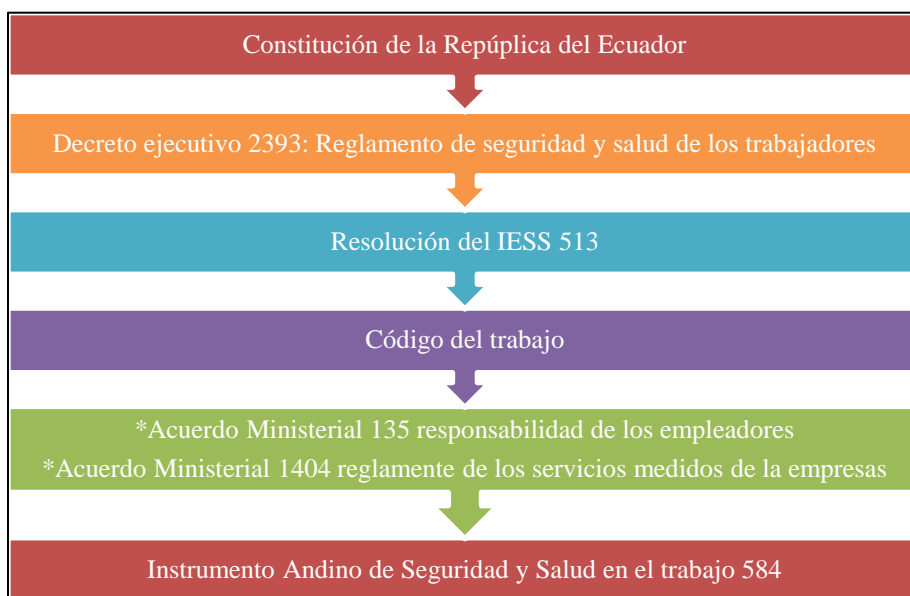 Constitución de la Repúplica del Ecuador
Decreto ejecutivo 2393: Reglamento de seguridad y salud de los trabajadores
Resolución del IESS 513
Código del trabajo
*Acuerdo Ministerial 135 responsabilidad de los empleadores
*Acuerdo Ministerial 1404 reglamente de los servicios medidos de la empresas
Instrumento Andino de Seguridad y Salud en el trabajo 584